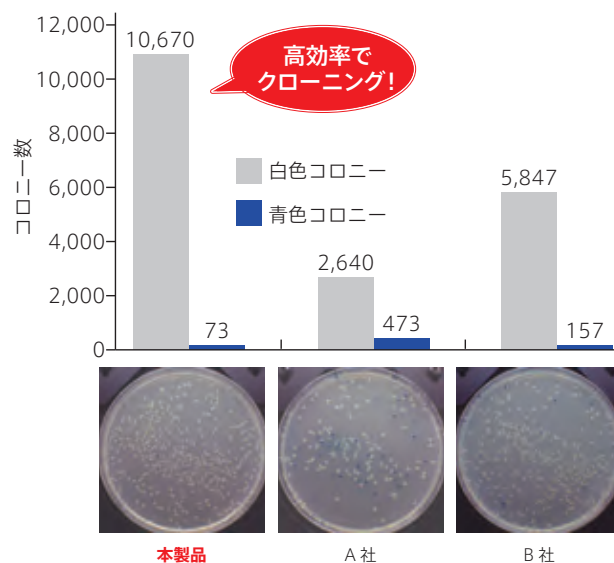 12,000
10,000
8,000
6,000
4,000
2,000
0
コロニー数
10,670
73
2,640
473
5,847
157
高効率で
クローニング！
白色コロニー
青色コロニー
本製品
A 社
B 社